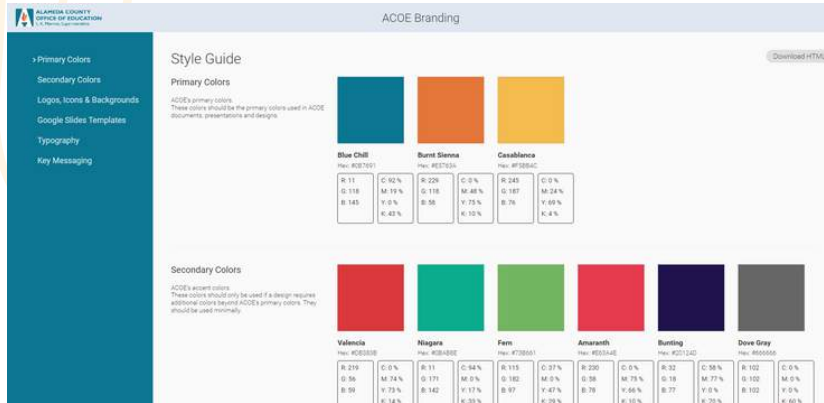 ALAMEDA COUNTY
OFFICE OF EDUCATION
L. K. Monroe, Superintendent
ACOE Branding
Primary Colors
Secondary Colors
Logos, Icons & Backgrounds
Google Slides Templates
Typography
Key Messaging
Style Guide
Download HTML
Primary Colors
ACOE's primary colors.
These colors should be the primary colors used in ACOE
documents, presentations and designs.
Blue Chill
Hex: #0B7691
R: 11
G: 118
B: 145
C: 92 %
M: 19 %
Y: 0 %
K: 43 %
Burnt Sienna
Hex: #E5763A
R: 229
G: 118
B: 58
C: 0 %
M: 48 %
Y: 75 %
K: 10 %
Casablanca
Hex: #F5BB4C
R: 245
G: 187
B: 76
C: 0 %
M: 24 %
Y: 69 %
K: 4 %
Secondary Colors
ACOE's accent colors.
These colors should only be used if a design requires
additional colors beyond ACOE's primary colors. They
should be used minimally.
Valencia
Hex: #DB383B
R: 219
G: 56
B: 59
C: 0 %
M: 74 %
Y: 73 %
K: 14 %
Niagara
Hex: #0BAB8E
R: 11
G: 171
B: 142
C: 94 %
M: 0 %
Y: 17 %
K: 33 %
Fern
Hex: #73B661
R: 115
G: 182
B: 97
C: 37 %
M: 0 %
Y: 47 %
K: 29 %
Amaranth
Hex: #E63A4E
R: 230
G: 58
B: 78
C: 0 %
M: 75 %
Y: 66 %
K: 10 %
Bunting
Hex: #20124D
R: 32
G: 18
B: 77
C: 58 %
M: 77 %
Y: 0 %
K: 70 %
Dove Gray
Hex: #666666
R: 102
G: 102
B: 102
C: 0 %
M: 0 %
Y: 0 %
K: 60 %